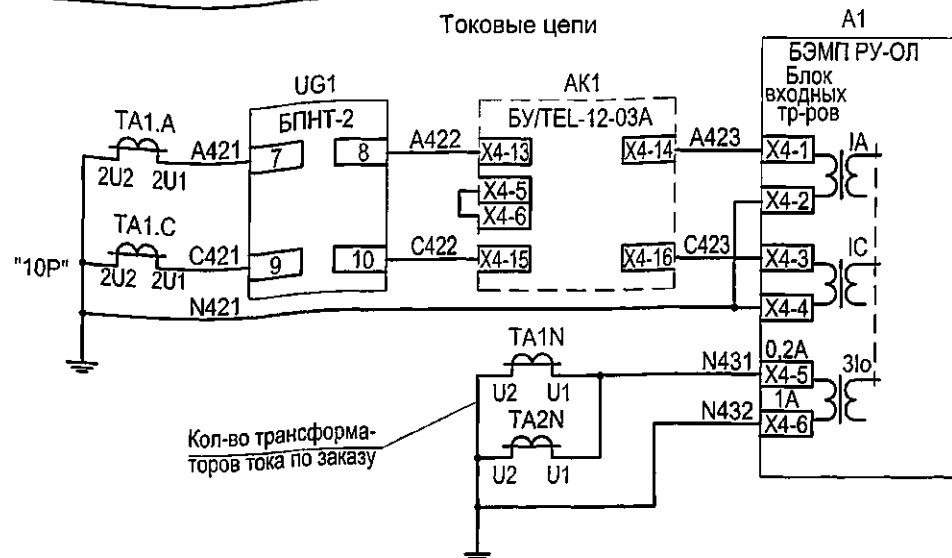 Токовые цепи
A1
БЭМП РУ-ОЛ
Блок
входных
тр-ров
UG1
БПНТ-2
AK1
БУ/TEL-12-03A
TA1.A
2U2 2U1
A421
7
8
A422
X4-13
X4-14
A423
X4-1
IA
X4-5
X4-6
X4-2
TA1.C
2U2 2U1
"10P"
C421
9
10
C422
X4-15
X4-16
C423
X4-3
IC
N421
X4-4
TA1N
U2 U1
N431
0,2A
X4-5
3Io
1A
TA2N
U2 U1
N432
X4-6
Кол-во трансформа-
торов тока по заказу